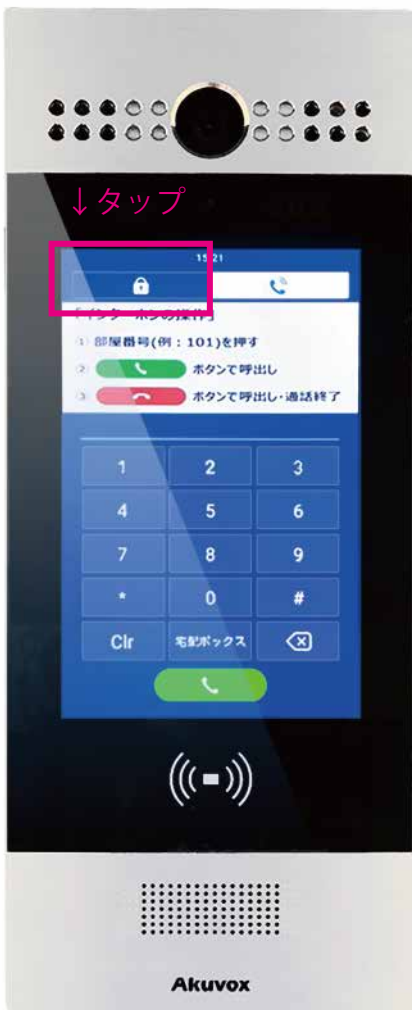 ↓タップ
15 21
「インターホンの操作」
① 部屋番号(例：101)を押す
② ボタンで呼出し
③ ボタンで呼出し・通話終了
1 2 3
4 5 6
7 8 9
* 0 #
Clr 宅配ボックス
Akuvox